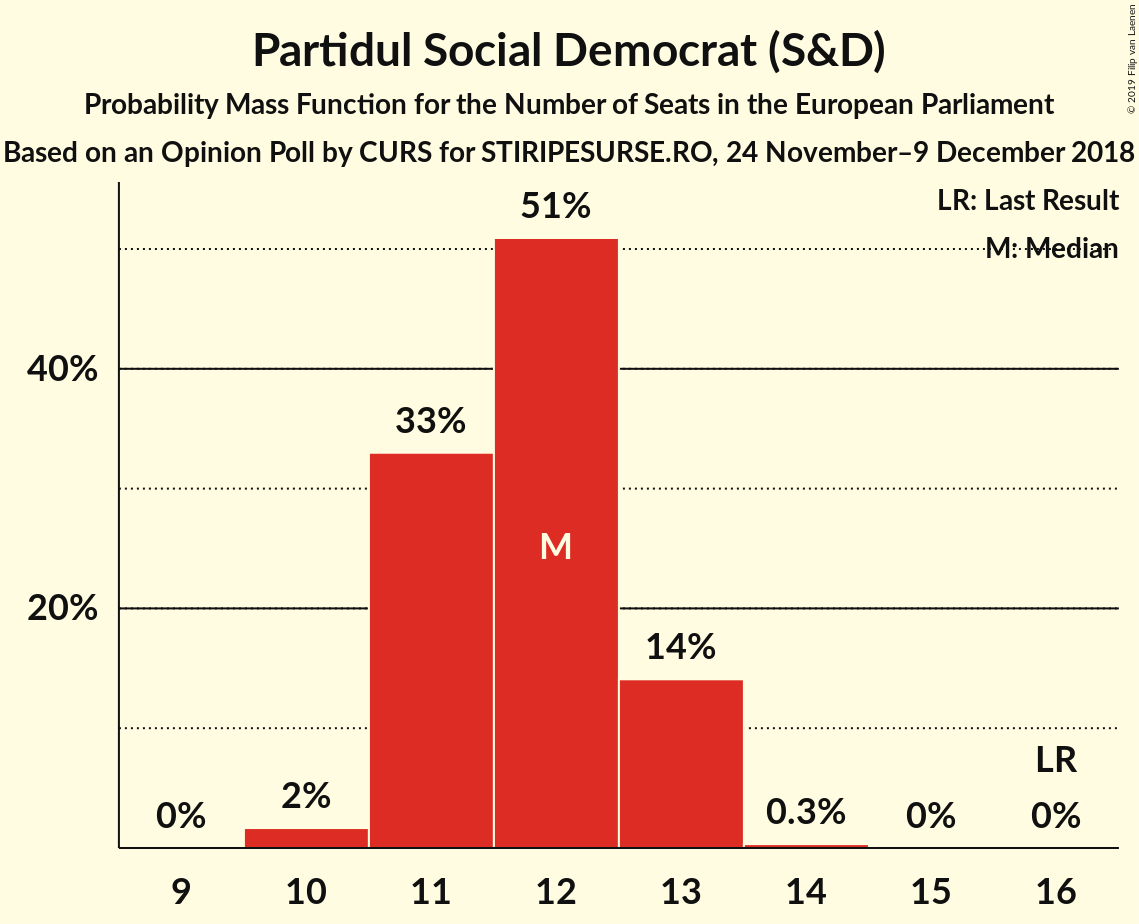 Partidul Social Democrat (S&D)
Probability Mass Function for the Number of Seats in the European Parliament
Based on an Opinion Poll by CURS for STIRIPESURSE.RO, 24 November–9 December 2018
© 2019 Filip van Laenen
LR: Last Result
M: Median
51%
40%
33%
M
20%
14%
LR
0%
2%
0.3%
0%
0%
9
10
11
12
13
14
15
16